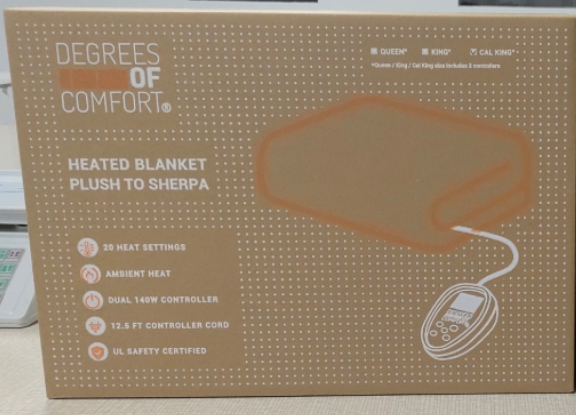 DEGREES
OF
COMFORT®
QUEEN* KING* CAL KING*
*Queen / King / Cal King size includes 2 controllers
HEATED BLANKET
PLUSH TO SHERPA
20 HEAT SETTINGS
AMBIENT HEAT
DUAL 140W CONTROLLER
12.5 FT CONTROLLER CORD
UL SAFETY CERTIFIED